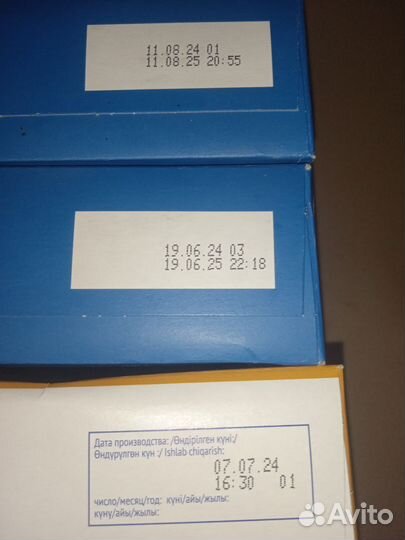 11.08.24 01
11.08.25 20:55
19.06.24 03
19.06.25 22:18
Дата производства: /Өндірілген күні:/
Өндүрүлгөн күн :/ Ishlab chiqarish:
07.07.24
16:30 01
число/месяц/год: күні/айы/жылы:
күнү/айы/жылы:
Avito